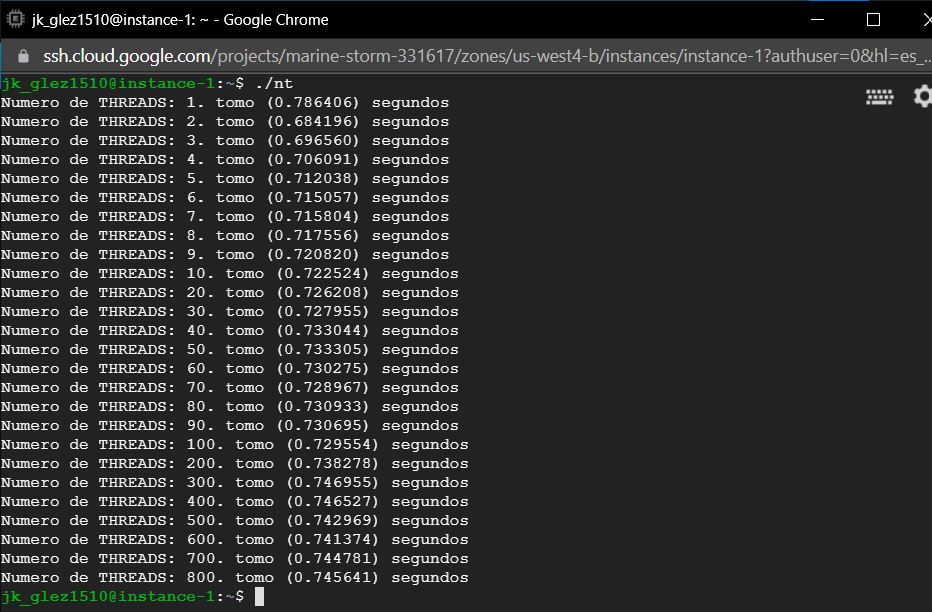 jk_glez1510@instance-1: ~ - Google Chrome
ssh.cloud.google.com/projects/marine-storm-331617/zones/us-west4-b/instances/instance-1?authuser=0&hl=es_...
jk_glez1510@instance-1:~$ ./nt
Numero de THREADS: 1. tomo (0.786406) segundos
Numero de THREADS: 2. tomo (0.684196) segundos
Numero de THREADS: 3. tomo (0.696560) segundos
Numero de THREADS: 4. tomo (0.706091) segundos
Numero de THREADS: 5. tomo (0.712038) segundos
Numero de THREADS: 6. tomo (0.715057) segundos
Numero de THREADS: 7. tomo (0.715804) segundos
Numero de THREADS: 8. tomo (0.717556) segundos
Numero de THREADS: 9. tomo (0.720820) segundos
Numero de THREADS: 10. tomo (0.722524) segundos
Numero de THREADS: 20. tomo (0.726208) segundos
Numero de THREADS: 30. tomo (0.727955) segundos
Numero de THREADS: 40. tomo (0.733044) segundos
Numero de THREADS: 50. tomo (0.733305) segundos
Numero de THREADS: 60. tomo (0.730275) segundos
Numero de THREADS: 70. tomo (0.728967) segundos
Numero de THREADS: 80. tomo (0.730933) segundos
Numero de THREADS: 90. tomo (0.730695) segundos
Numero de THREADS: 100. tomo (0.729554) segundos
Numero de THREADS: 200. tomo (0.738278) segundos
Numero de THREADS: 300. tomo (0.746955) segundos
Numero de THREADS: 400. tomo (0.746527) segundos
Numero de THREADS: 500. tomo (0.742969) segundos
Numero de THREADS: 600. tomo (0.741374) segundos
Numero de THREADS: 700. tomo (0.744781) segundos
Numero de THREADS: 800. tomo (0.745641) segundos
jk_glez1510@instance-1:~$